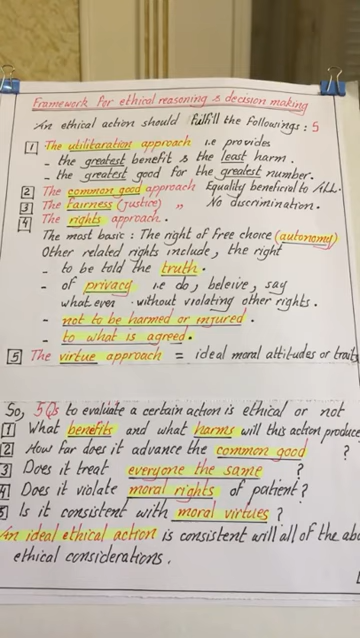 Framework for ethical reasoning & decision making
An ethical action should fulfill the followings: 5
1 The utilitaration approach i.e provides
- the greatest benefit & the least harm.
- the greatest good for the greatest number.
2 The common good approach Equality beneficial to ALL.
3 The Fairness (justice) " No discrimination.
4 The rights approach.
The most basic: The right of free choice (autonomy)
Other related rights include, the right
- to be told the truth.
- of privacy i.e do, beleive, say
whatever without violating other rights.
- not to be harmed or injured.
- to what is agreed.
5 The virtue approach = ideal moral attitudes or traits
So, 5Qs to evaluate a certain action is ethical or not
1 What benefits and what harms will this action produce
2 How far does it advance the common good ?
3 Does it treat everyone the same ?
4 Does it violate moral rights of patient?
5 Is it consistent with moral virtues?
An ideal ethical action is consistent will all of the abo
ethical considerations.